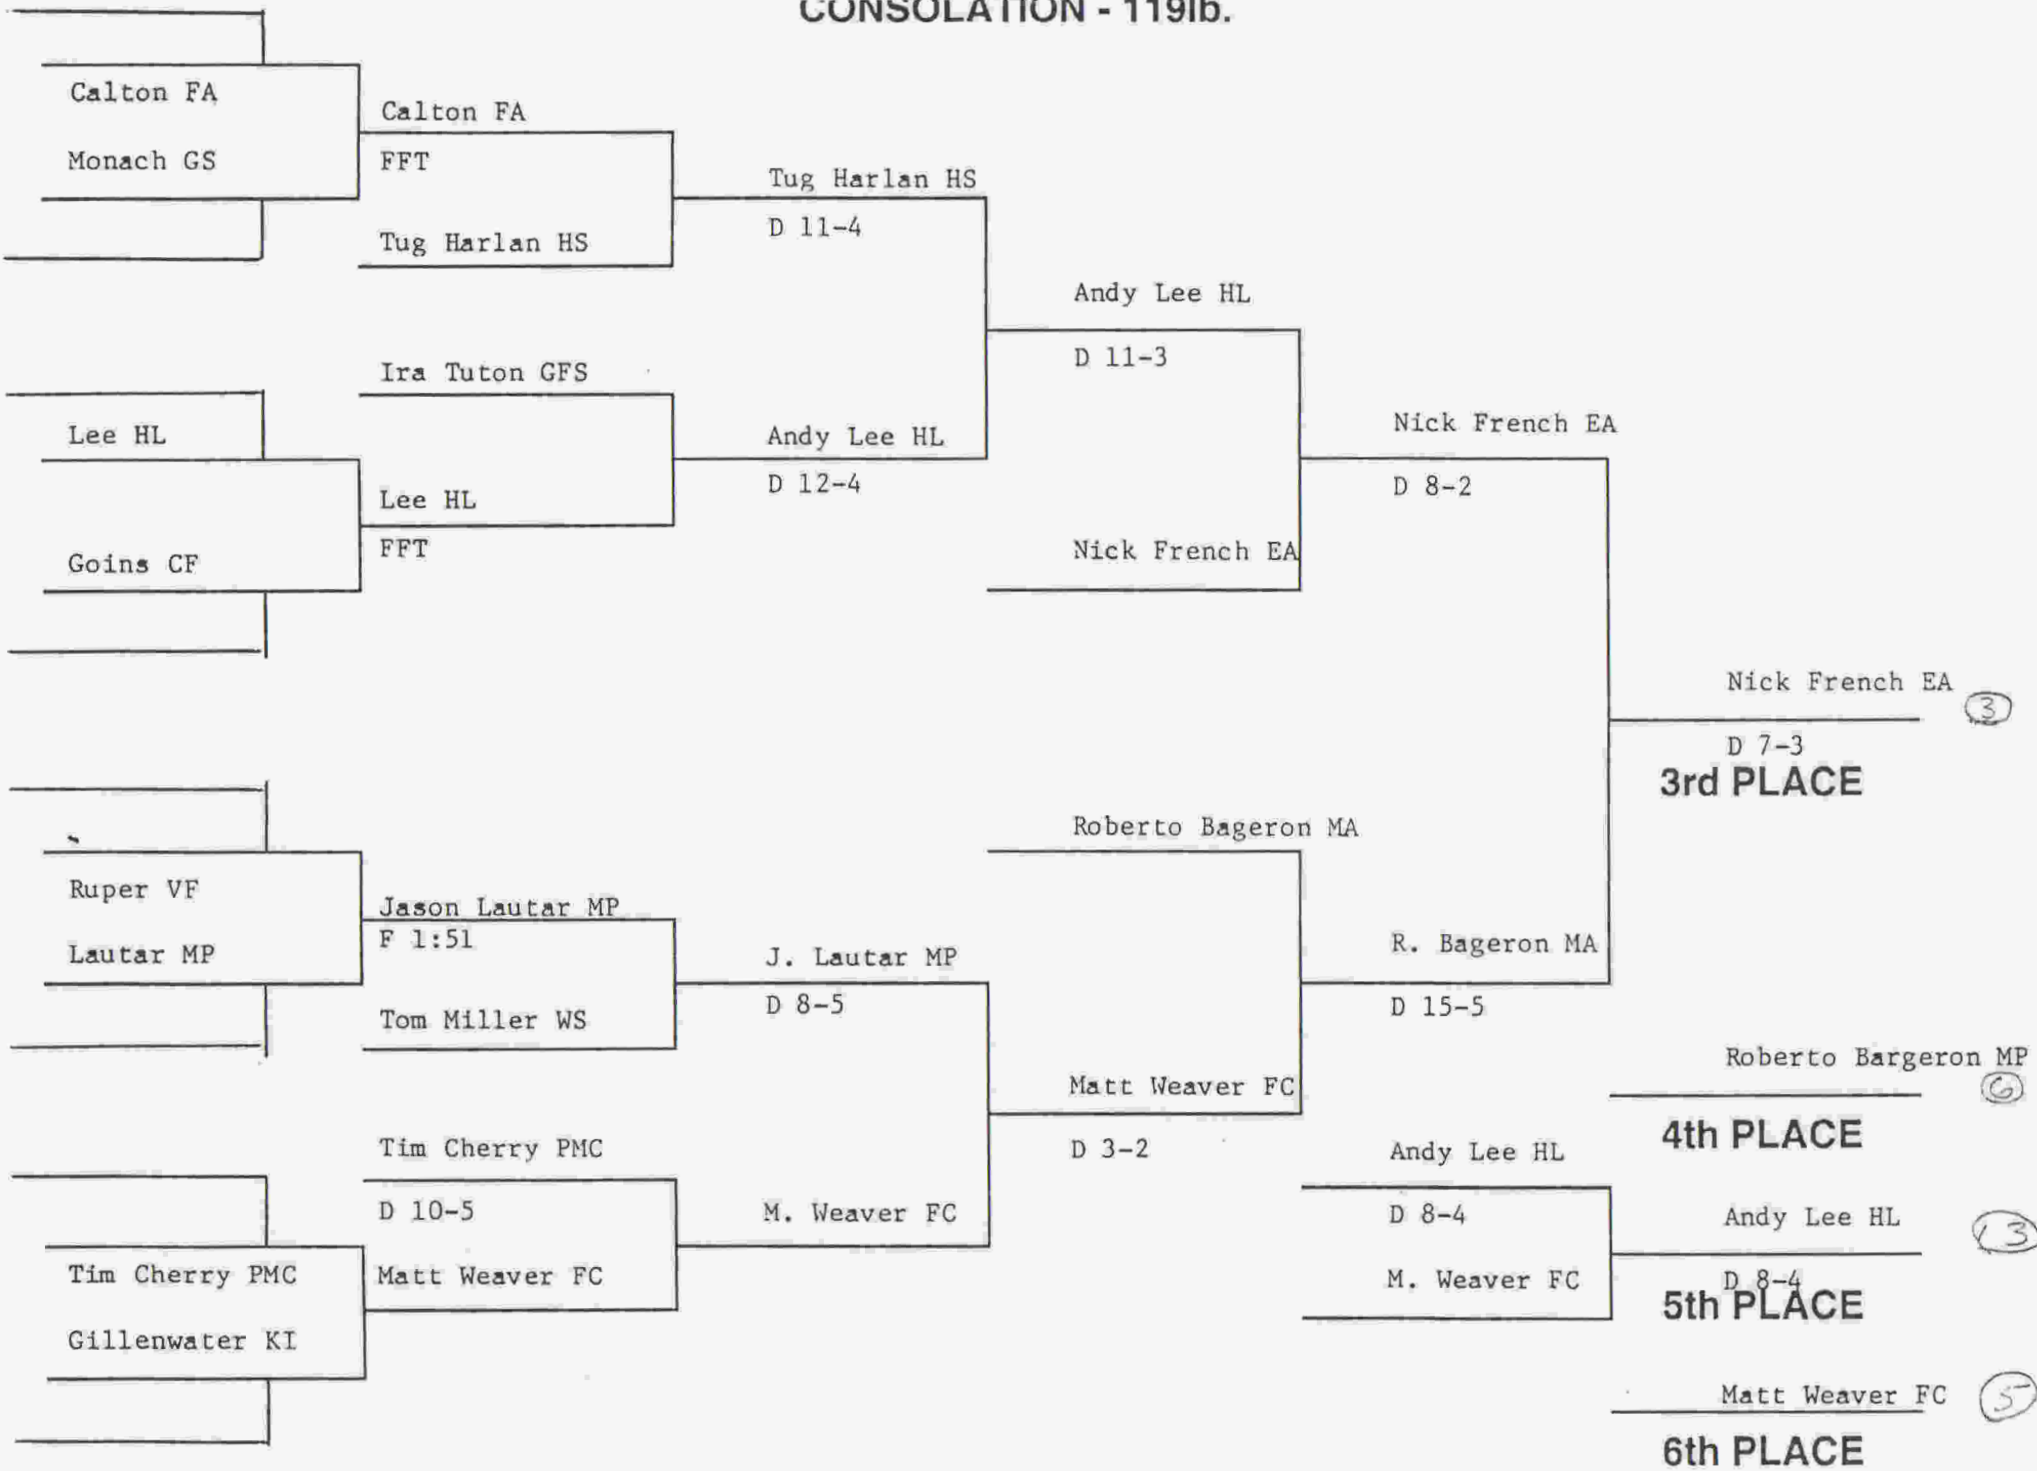 CONSOLATION - 119lb.
Calton FA
Monach GS
Calton FA
FFT
Tug Harlan HS
Tug Harlan HS
D 11-4
Ira Tuton GFS
Lee HL
Goins CF
Lee HL
FFT
Andy Lee HL
D 12-4
Andy Lee HL
D 11-3
Nick French EA
Nick French EA
D 8-2
Nick French EA
3
D 7-3
3rd PLACE
Ruper VF
Lautar MP
Jason Lautar MP
F 1:51
Tom Miller WS
J. Lautar MP
D 8-5
Roberto Bageron MA
R. Bageron MA
D 15-5
Matt Weaver FC
D 3-2
Tim Cherry PMC
D 10-5
Matt Weaver FC
Tim Cherry PMC
Gillenwater KI
M. Weaver FC
Roberto Bargeron MP
6
4th PLACE
Andy Lee HL
D 8-4
M. Weaver FC
Andy Lee HL
13
D 8-4
5th PLACE
Matt Weaver FC
5
6th PLACE